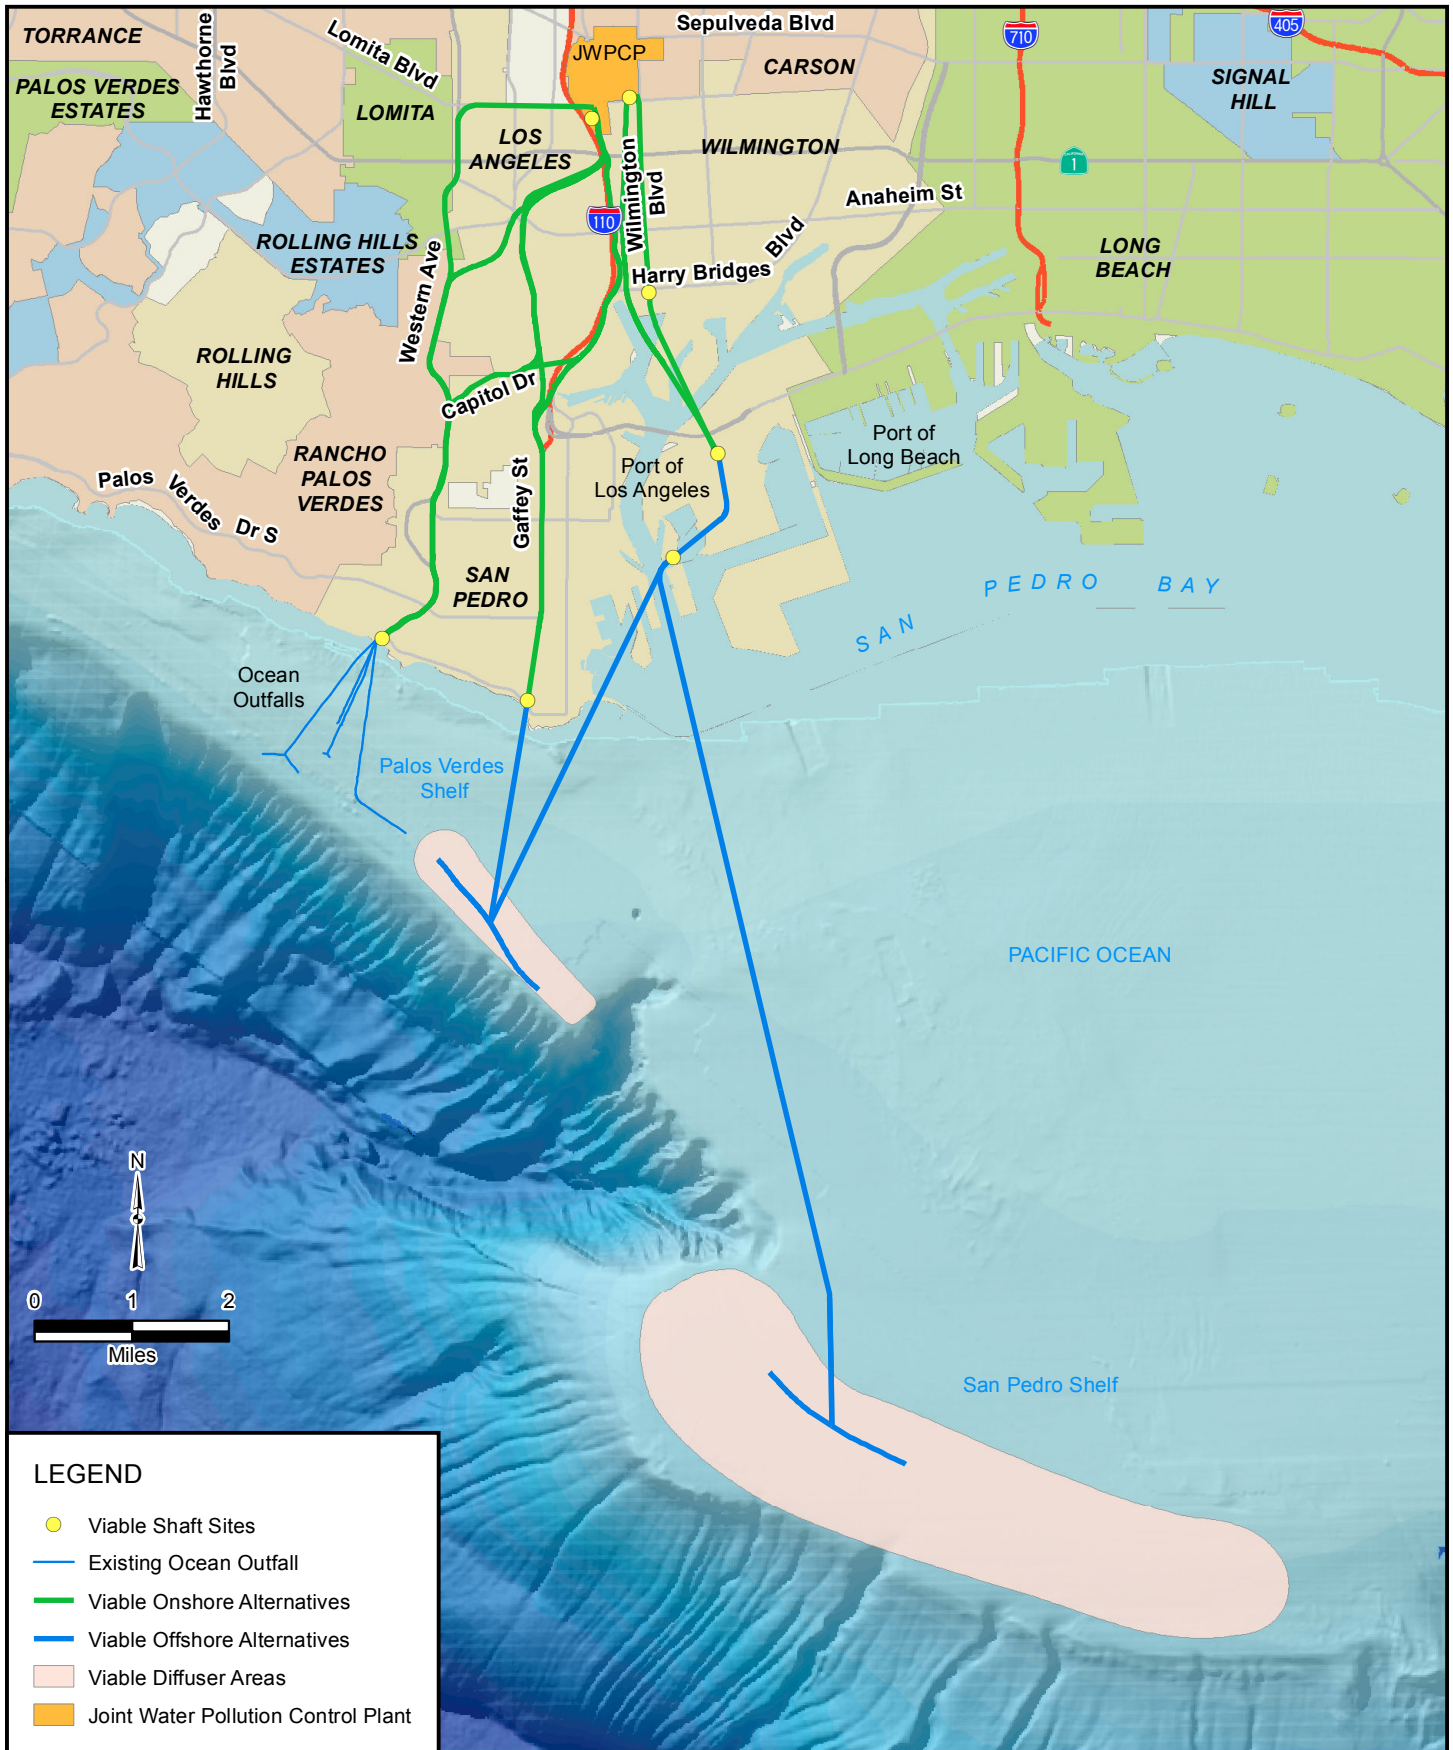 TORRANCE
Hawthorne
Blvd
Lomita Blvd
JWPCP
Sepulveda Blvd
CARSON
710
405
SIGNAL
HILL
PALOS VERDES
ESTATES
LOMITA
LOS
ANGELES
WILMINGTON
Wilmington
Blvd
CALIFORNIA
1
Anaheim St
110
ROLLING HILLS
ESTATES
Western Ave
Harry Bridges
Blvd
LONG
BEACH
ROLLING
HILLS
Capitol Dr
RANCHO
PALOS
VERDES
Palos
Verdes
Dr S
Gaffey St
Port of
Los Angeles
Port of
Long Beach
SAN
PEDRO
SAN
PEDRO
BAY
Ocean
Outfalls
Palos Verdes
Shelf
PACIFIC OCEAN
N
0 1 2
Miles
San Pedro Shelf
LEGEND
Viable Shaft Sites
Existing Ocean Outfall
Viable Onshore Alternatives
Viable Offshore Alternatives
Viable Diffuser Areas
Joint Water Pollution Control Plant